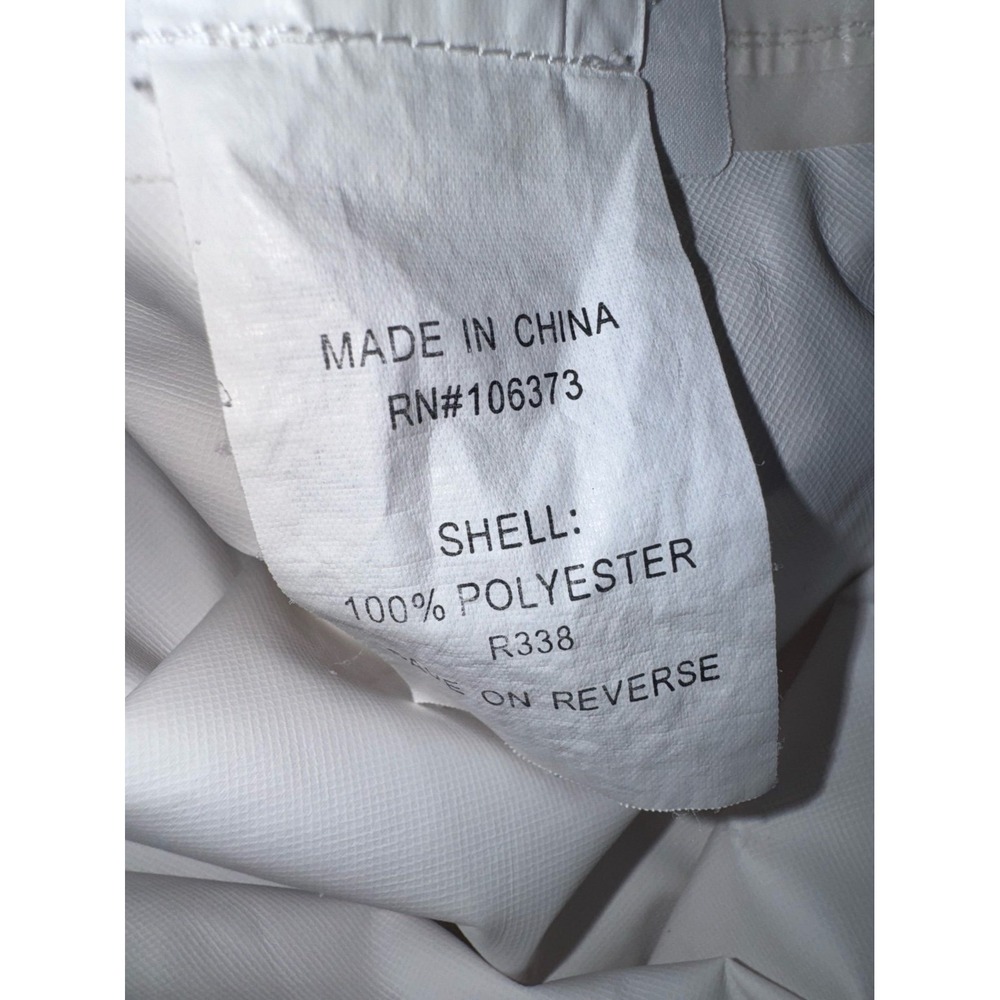 MADE IN CHINA
RN#106373
SHELL:
100% POLYESTER
R338
ON REVERSE